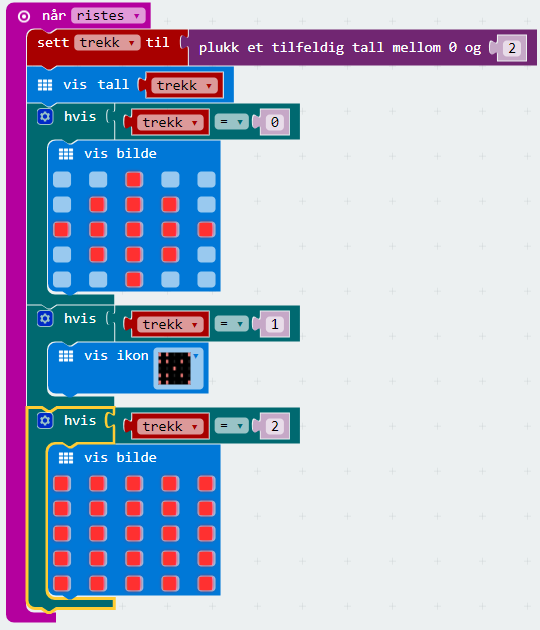 når ristes
sett trekk til plukk et tilfeldig tall mellom 0 og 2
vis tall trekk
hvis trekk = 0
vis bilde
hvis trekk = 1
vis ikon
hvis trekk = 2
vis bilde